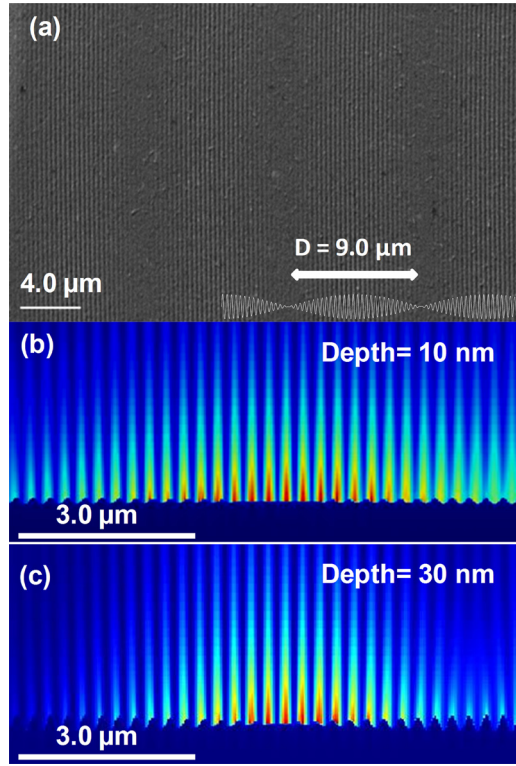 (a)
D = 9.0 µm
4.0 µm
(b)
Depth= 10 nm
3.0 µm
(c)
Depth= 30 nm
3.0 µm